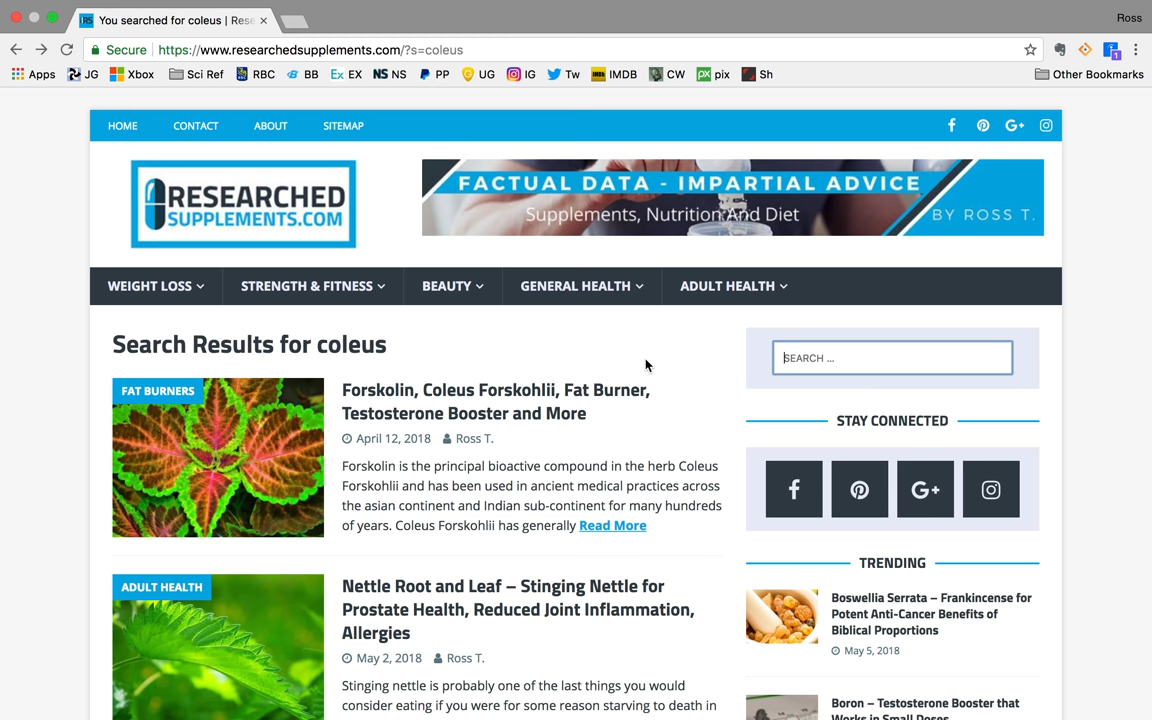 You searched for coleus | Rese
Ross
Secure https://www.researchedsupplements.com/?s=coleus
Apps JG Xbox Sci Ref RBC BB Ex EX NS NS PP UG IG Tw IMDB CW px pix Sh Other Bookmarks
HOME CONTACT ABOUT SITEMAP
RESEARCHED
SUPPLEMENTS.COM
FACTUAL DATA - IMPARTIAL ADVICE
Supplements, Nutrition And Diet
BY ROSS T.
WEIGHT LOSS STRENGTH & FITNESS BEAUTY GENERAL HEALTH ADULT HEALTH
Search Results for coleus
FAT BURNERS
Forskolin, Coleus Forskohlii, Fat Burner,
Testosterone Booster and More
April 12, 2018 Ross T.
Forskolin is the principal bioactive compound in the herb Coleus
Forskohlii and has been used in ancient medical practices across
the asian continent and Indian sub-continent for many hundreds
of years. Coleus Forskohlii has generally Read More
ADULT HEALTH
Nettle Root and Leaf – Stinging Nettle for
Prostate Health, Reduced Joint Inflammation,
Allergies
May 2, 2018 Ross T.
Stinging nettle is probably one of the last things you would
consider eating if you were for some reason starving to death in
SEARCH ...
STAY CONNECTED
TRENDING
Boswellia Serrata – Frankincense for
Potent Anti-Cancer Benefits of
Biblical Proportions
May 5, 2018
Boron – Testosterone Booster that
Works in Small Doses